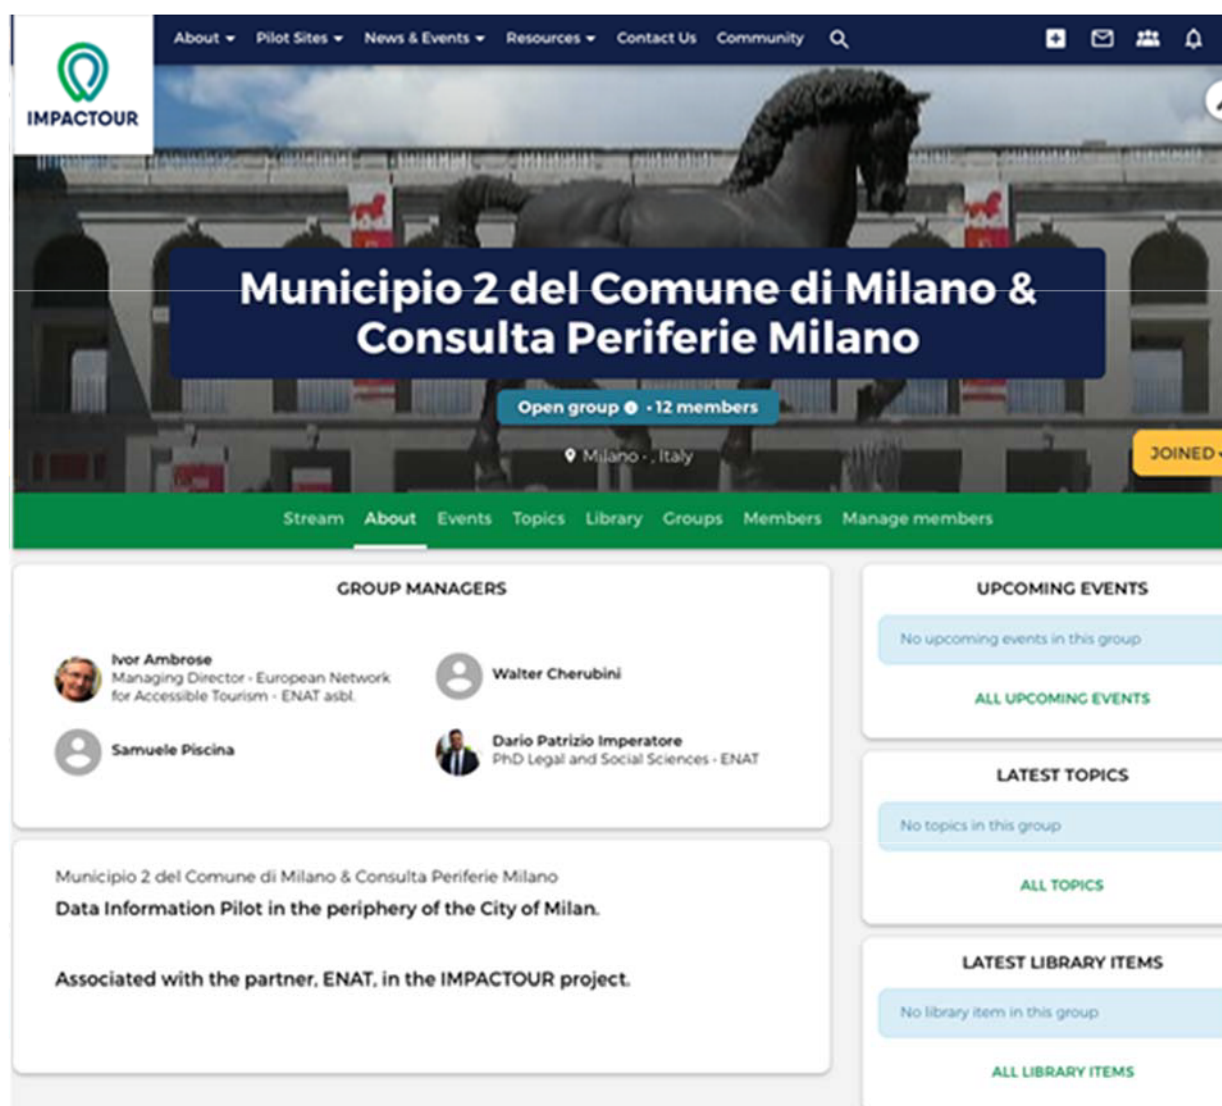 IMPACTOUR
About
Pilot Sites
News & Events
Resources
Contact Us
Community
Municipio 2 del Comune di Milano &
Consulta Periferie Milano
Open group · 12 members
Milano - , Italy
JOINED
Stream
About
Events
Topics
Library
Groups
Members
Manage members
GROUP MANAGERS
Ivor Ambrose
Managing Director - European Network
for Accessible Tourism - ENAT asbl.
Walter Cherubini
Samuele Piscina
Dario Patrizio Imperatore
PhD Legal and Social Sciences - ENAT
Municipio 2 del Comune di Milano & Consulta Periferie Milano
Data Information Pilot in the periphery of the City of Milan.
Associated with the partner, ENAT, in the IMPACTOUR project.
UPCOMING EVENTS
No upcoming events in this group
ALL UPCOMING EVENTS
LATEST TOPICS
No topics in this group
ALL TOPICS
LATEST LIBRARY ITEMS
No library item in this group
ALL LIBRARY ITEMS